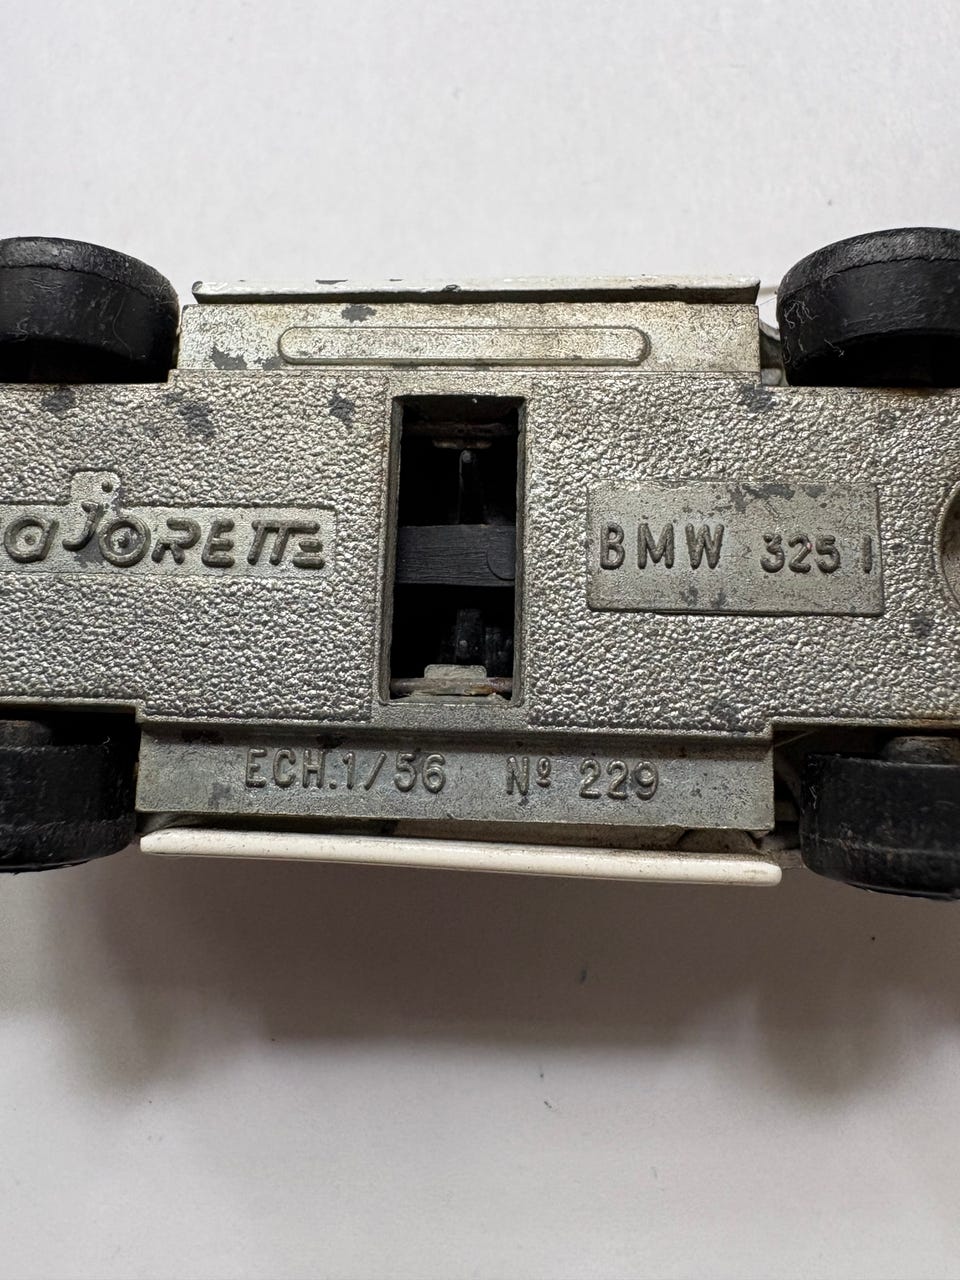 aJORETTE
BMW 325 I
ECH.1/56 Nº 229